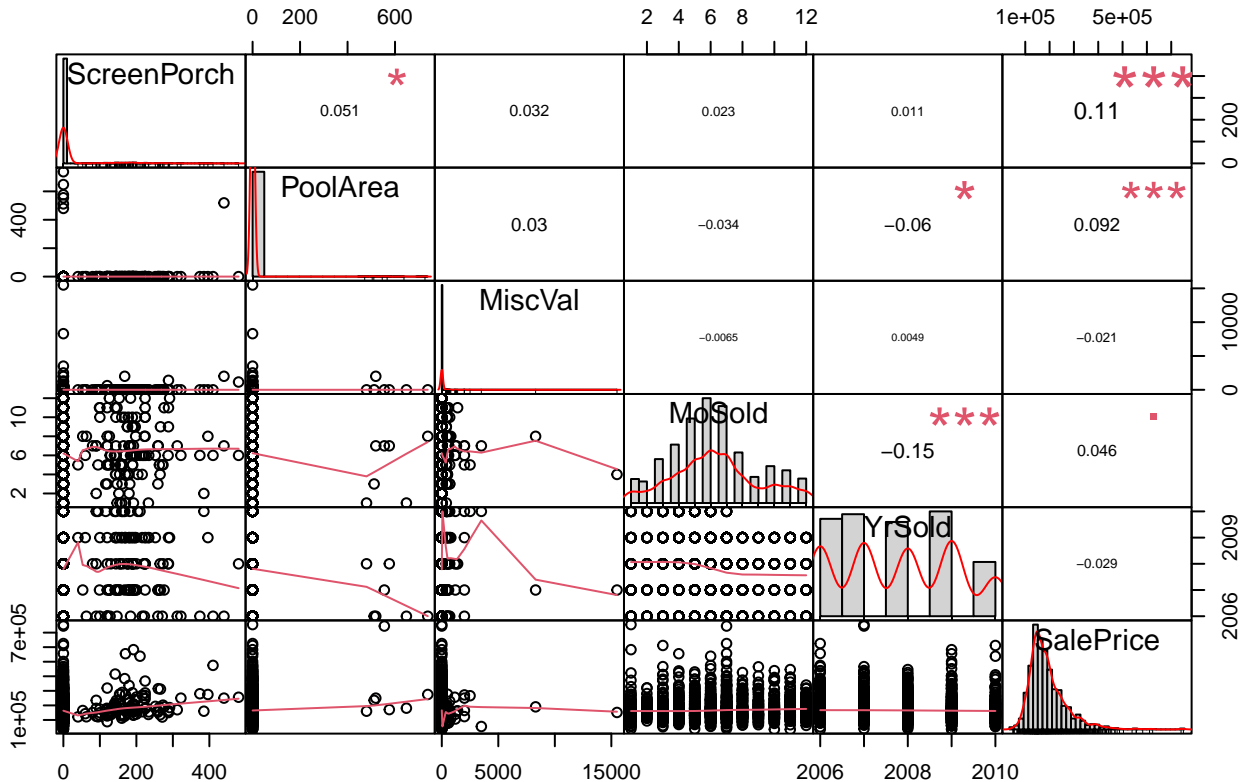 0 200 600 2 4 6 8 12 1e+05 5e+05
ScreenPorch * 0.051 0.032 0.023 0.011 *** 0.11 0 200
0 400 PoolArea 0.03 −0.034 * −0.06 *** 0.092
MiscVal −0.0065 0.0049 −0.021 0 10000
2 6 10 MoSold *** −0.15 0.046
YrSold −0.029 2006 2009
1e+05 7e+05 SalePrice
0 200 400 0 5000 15000 2006 2008 2010